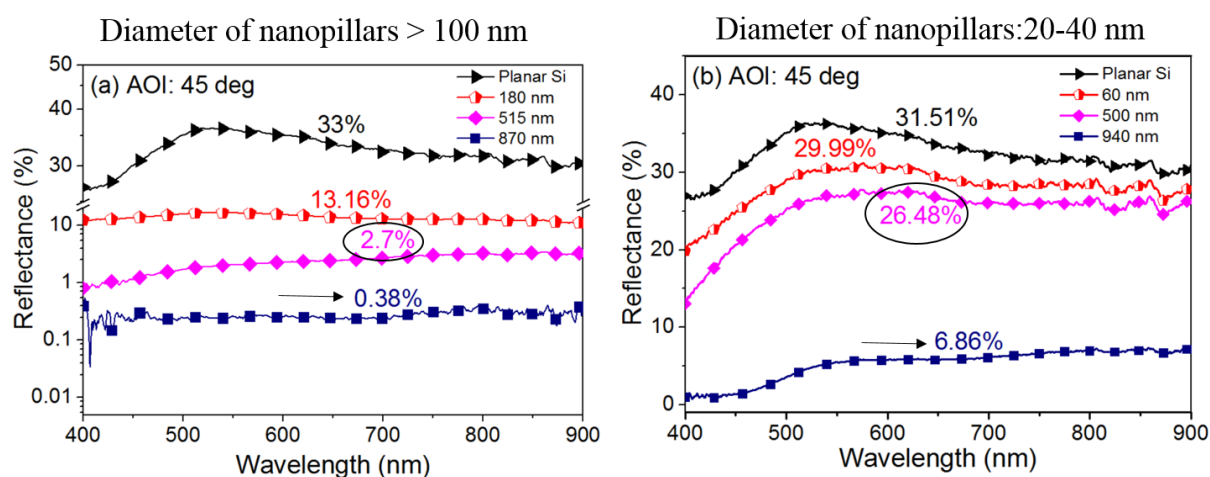 Diameter of nanopillars > 100 nm
50
40
30
10
1
0.1
0.01
Reflectance (%)
(a) AOI: 45 deg
Planar Si
180 nm
515 nm
870 nm
33%
13.16%
2.7%
0.38%
400 500 600 700 800 900
Wavelength (nm)
Diameter of nanopillars:20-40 nm
40
30
20
10
0
Reflectance (%)
(b) AOI: 45 deg
Planar Si
60 nm
500 nm
940 nm
31.51%
29.99%
26.48%
6.86%
400 500 600 700 800 900
Wavelength (nm)